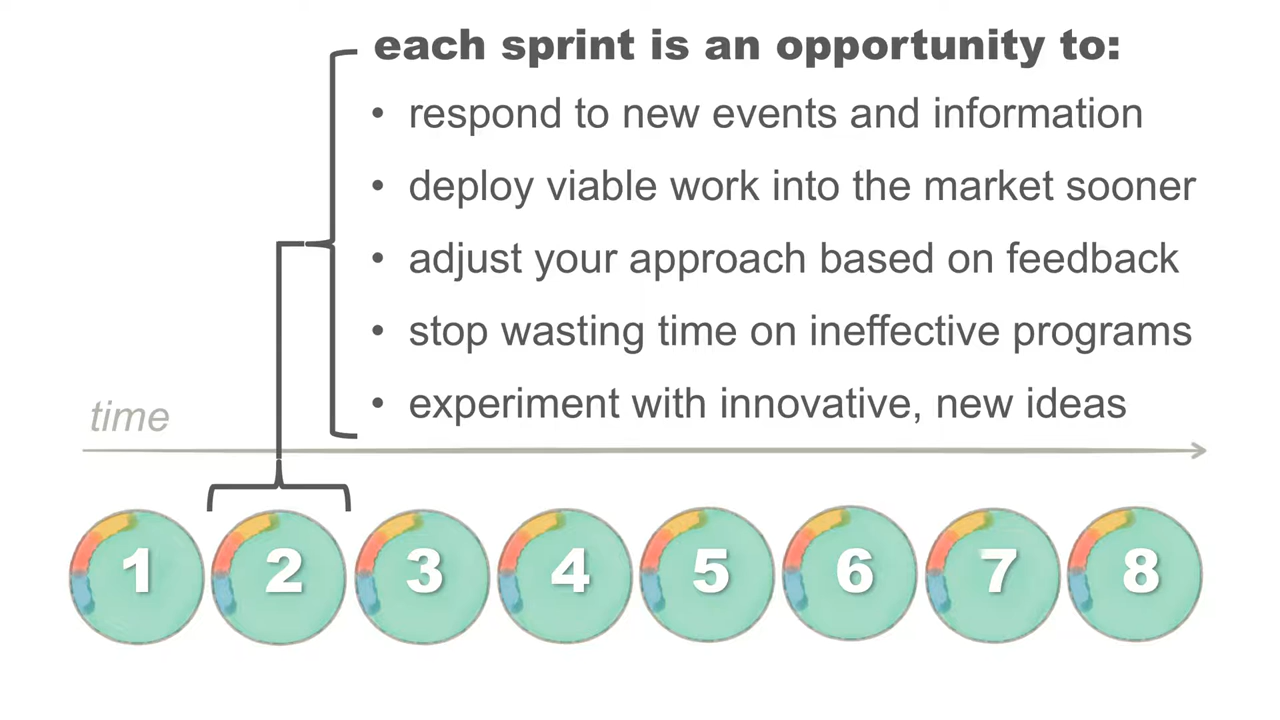 each sprint is an opportunity to:
• respond to new events and information
• deploy viable work into the market sooner
• adjust your approach based on feedback
• stop wasting time on ineffective programs
• experiment with innovative, new ideas
time
1 2 3 4 5 6 7 8